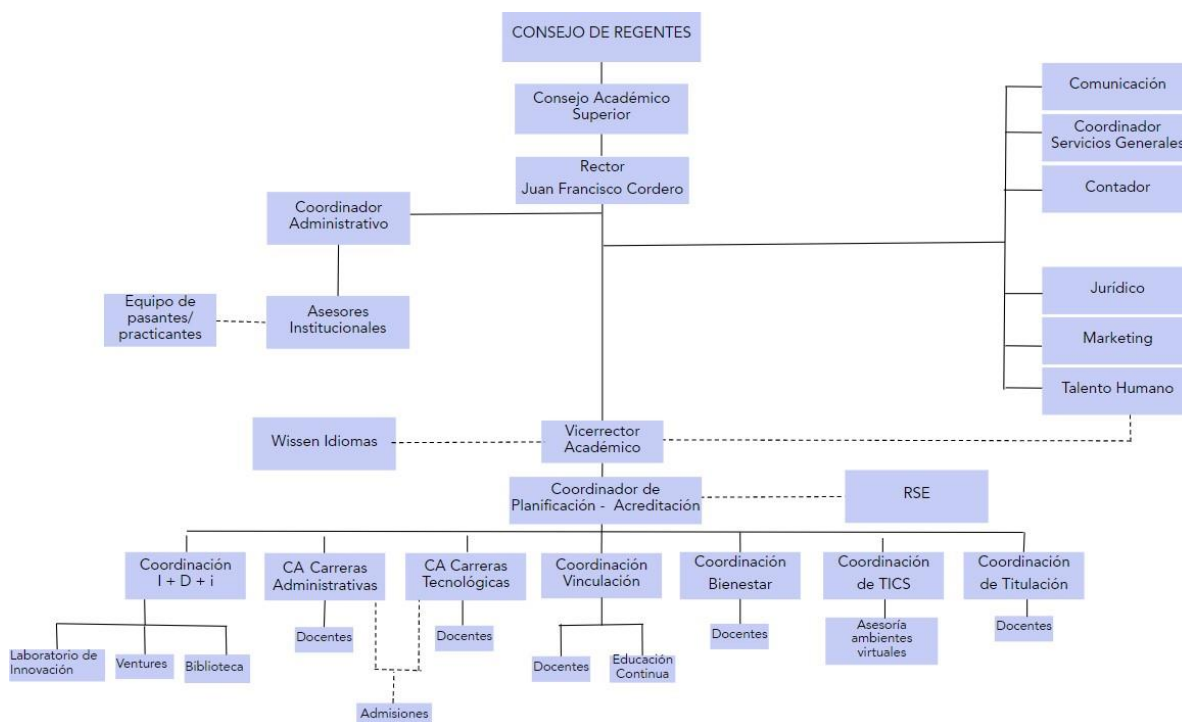 CONSEJO DE REGENTES
Consejo Académico
Superior
Rector
Juan Francisco Cordero
Comunicación
Coordinador
Servicios Generales
Contador
Coordinador
Administrativo
Equipo de
pasantes/
practicantes
Asesores
Institucionales
Jurídico
Marketing
Talento Humano
Wissen Idiomas
Vicerrector
Académico
Coordinador de
Planificación - Acreditación
RSE
Coordinación
I + D + i
CA Carreras
Administrativas
CA Carreras
Tecnológicas
Coordinación
Vinculación
Coordinación
Bienestar
Coordinación
de TICS
Coordinación
de Titulación
Laboratorio de
Innovación
Ventures
Biblioteca
Docentes
Docentes
Admisiones
Docentes
Educación
Continua
Docentes
Asesoría
ambientes
virtuales
Docentes